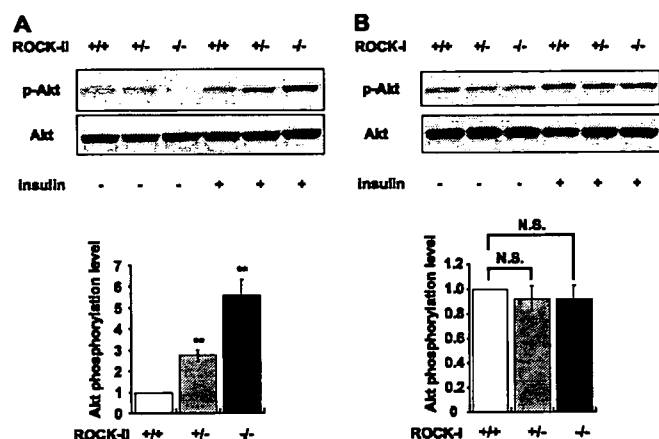 A
ROCK-II +/+ +/- -/- +/+ +/- -/-
p-Akt
Akt
insulin - - - + + +
Akt phosphorylation level
7
6
5
4
3
2
1
0
**
**
ROCK-II +/+ +/- -/-
B
ROCK-I +/+ +/- -/- +/+ +/- -/-
p-Akt
Akt
- - - + + +
N.S.
N.S.
Akt phosphorylation level
1.2
1.0
0.8
0.6
0.4
0.2
0
ROCK-I +/+ +/- -/-